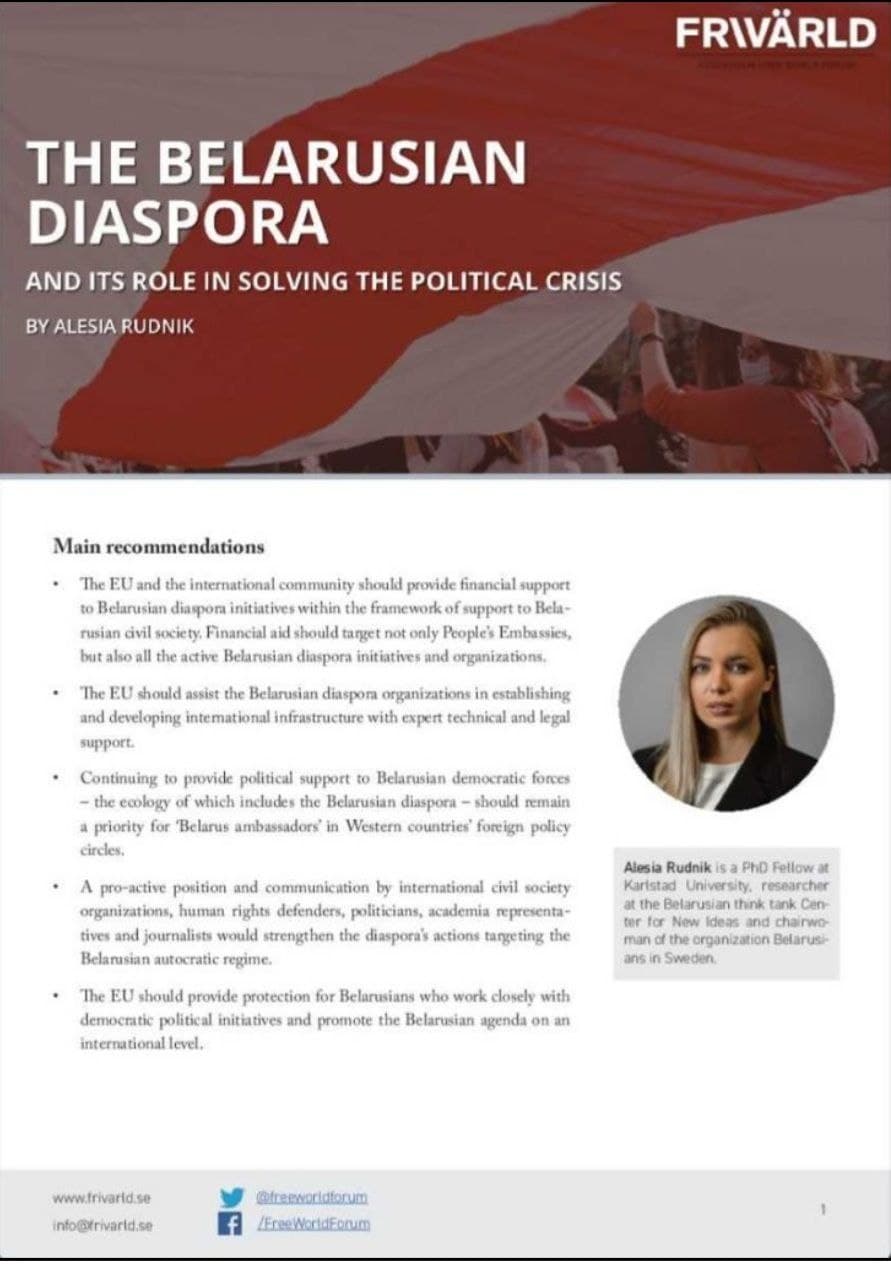 FRIVÄRLD
THE BELARUSIAN
DIASPORA
AND ITS ROLE IN SOLVING THE POLITICAL CRISIS
BY ALESIA RUDNIK
Main recommendations
• The EU and the international community should provide financial support
to Belarusian diaspora initiatives within the framework of support to Bela-
rusian civil society. Financial aid should target not only People's Embassies,
but also all the active Belarusian diaspora initiatives and organizations.
• The EU should assist the Belarusian diaspora organizations in establishing
and developing international infrastructure with expert technical and legal
support.
• Continuing to provide political support to Belarusian democratic forces
– the ecology of which includes the Belarusian diaspora – should remain
a priority for 'Belarus ambassadors' in Western countries' foreign policy
circles.
• A pro-active position and communication by international civil society
organizations, human rights defenders, politicians, academia representa-
tives and journalists would strengthen the diaspora's actions targeting the
Belarusian autocratic regime.
• The EU should provide protection for Belarusians who work closely with
democratic political initiatives and promote the Belarusian agenda on an
international level.
Alesia Rudnik is a PhD Fellow at
Karlstad University, researcher
at the Belarusian think tank Cen-
ter for New Ideas and chairwo-
man of the organization Belarusi-
ans in Sweden.
www.frivarld.se
@freeworldforum
info@frivarld.se
/FreeWorldForum
1